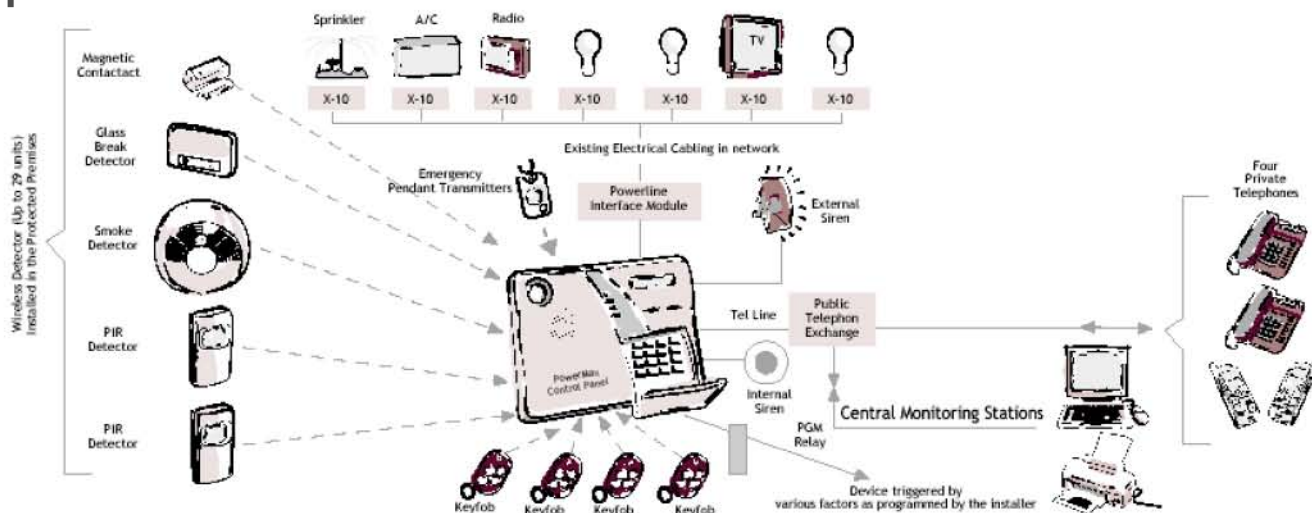 Sprinkler
A/C
Radio
TV
X-10
X-10
X-10
X-10
X-10
X-10
X-10
Existing Electrical Cabling in network
Magnetic
Contactact
Glass
Break
Detector
Smoke
Detector
PIR
Detector
PIR
Detector
Wireless Detector (Up to 29 units)
Installed in the Protected Premises
Emergency
Pendant Transmitters
Powerline
Interface Module
External
Siren
Four
Private
Telephones
PowerMax
Control Panel
Tel Line
Public
Telephon
Exchange
Internal
Siren
Central Monitoring Stations
PGM
Relay
Device triggered by
various factors as programmed by the installer
Keyfob
Keyfob
Keyfob
Keyfob